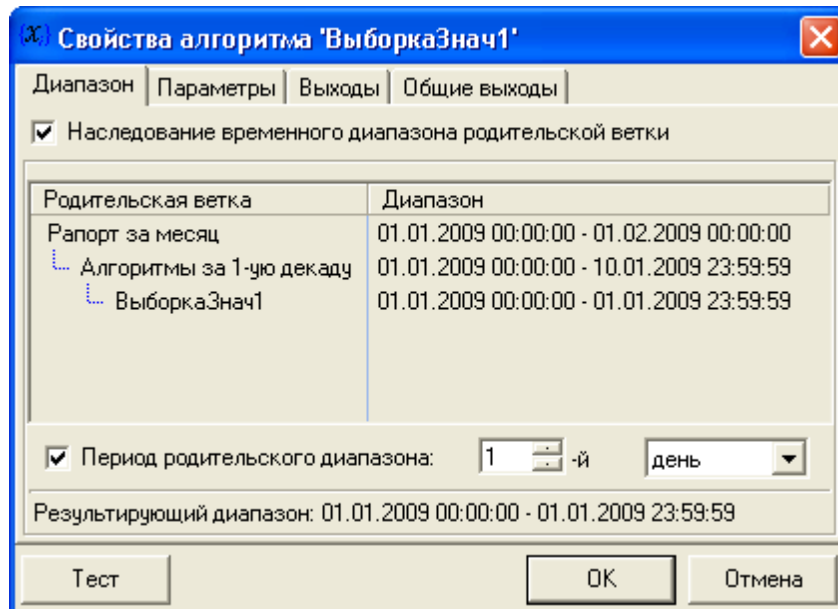 Свойства алгоритма 'ВыборкаЗнач1'
Диапазон Параметры Выходы Общие выходы
Наследование временного диапазона родительской ветки
Родительская ветка Диапазон
Рапорт за месяц 01.01.2009 00:00:00 - 01.02.2009 00:00:00
Алгоритмы за 1-ую декаду 01.01.2009 00:00:00 - 10.01.2009 23:59:59
ВыборкаЗнач1 01.01.2009 00:00:00 - 01.01.2009 23:59:59
Период родительского диапазона: 1 -й день
Результирующий диапазон: 01.01.2009 00:00:00 - 01.01.2009 23:59:59
Тест OK Отмена